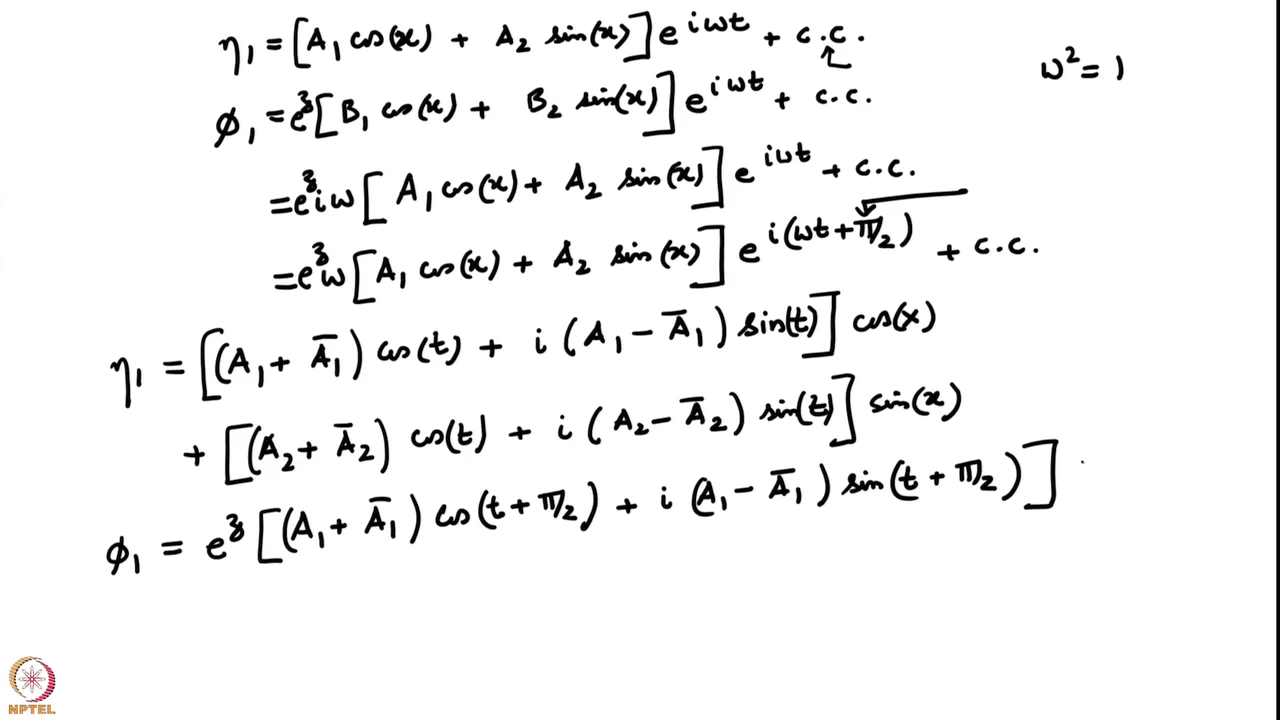 η₁ = [A₁ cos(x) + A₂ sin(x)] e^{iωt} + c.c.
ω² = 1
φ₁ = e^z [B₁ cos(x) + B₂ sin(x)] e^{iωt} + c.c.
= e^z iω [A₁ cos(x) + A₂ sin(x)] e^{iωt} + c.c.
= e^z ω [A₁ cos(x) + A₂ sin(x)] e^{i(ωt + π/2)} + c.c.
η₁ = [(A₁ + Ā₁) cos(t) + i (A₁ − Ā₁) sin(t)] cos(x)
+ [(A₂ + Ā₂) cos(t) + i (A₂ − Ā₂) sin(t)] sin(x)
φ₁ = e^z [(A₁ + Ā₁) cos(t + π/2) + i (A₁ − Ā₁) sin(t + π/2)]
NPTEL